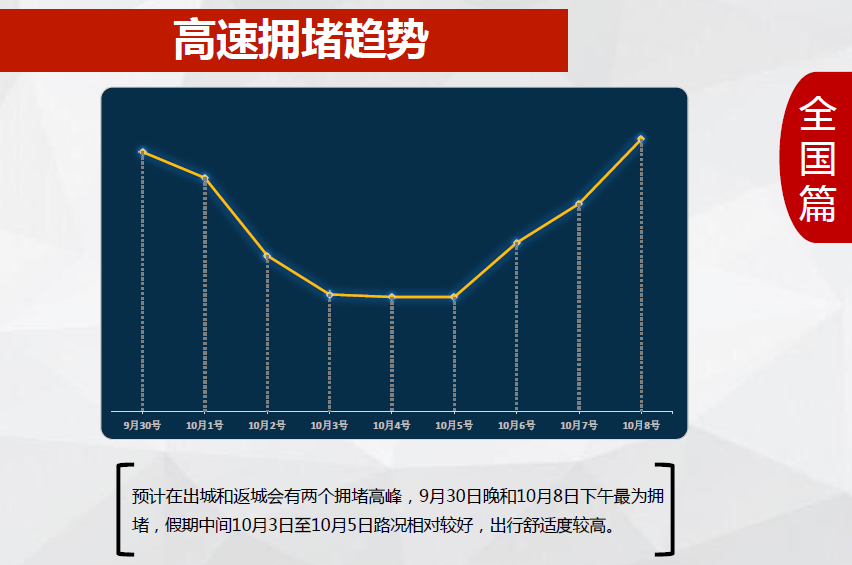 高速拥堵趋势
全
国
篇
9月30号 10月1号 10月2号 10月3号 10月4号 10月5号 10月6号 10月7号 10月8号
预计在出城和返城会有两个拥堵高峰，9月30日晚和10月8日下午最为拥
堵，假期中间10月3日至10月5日路况相对较好，出行舒适度较高。